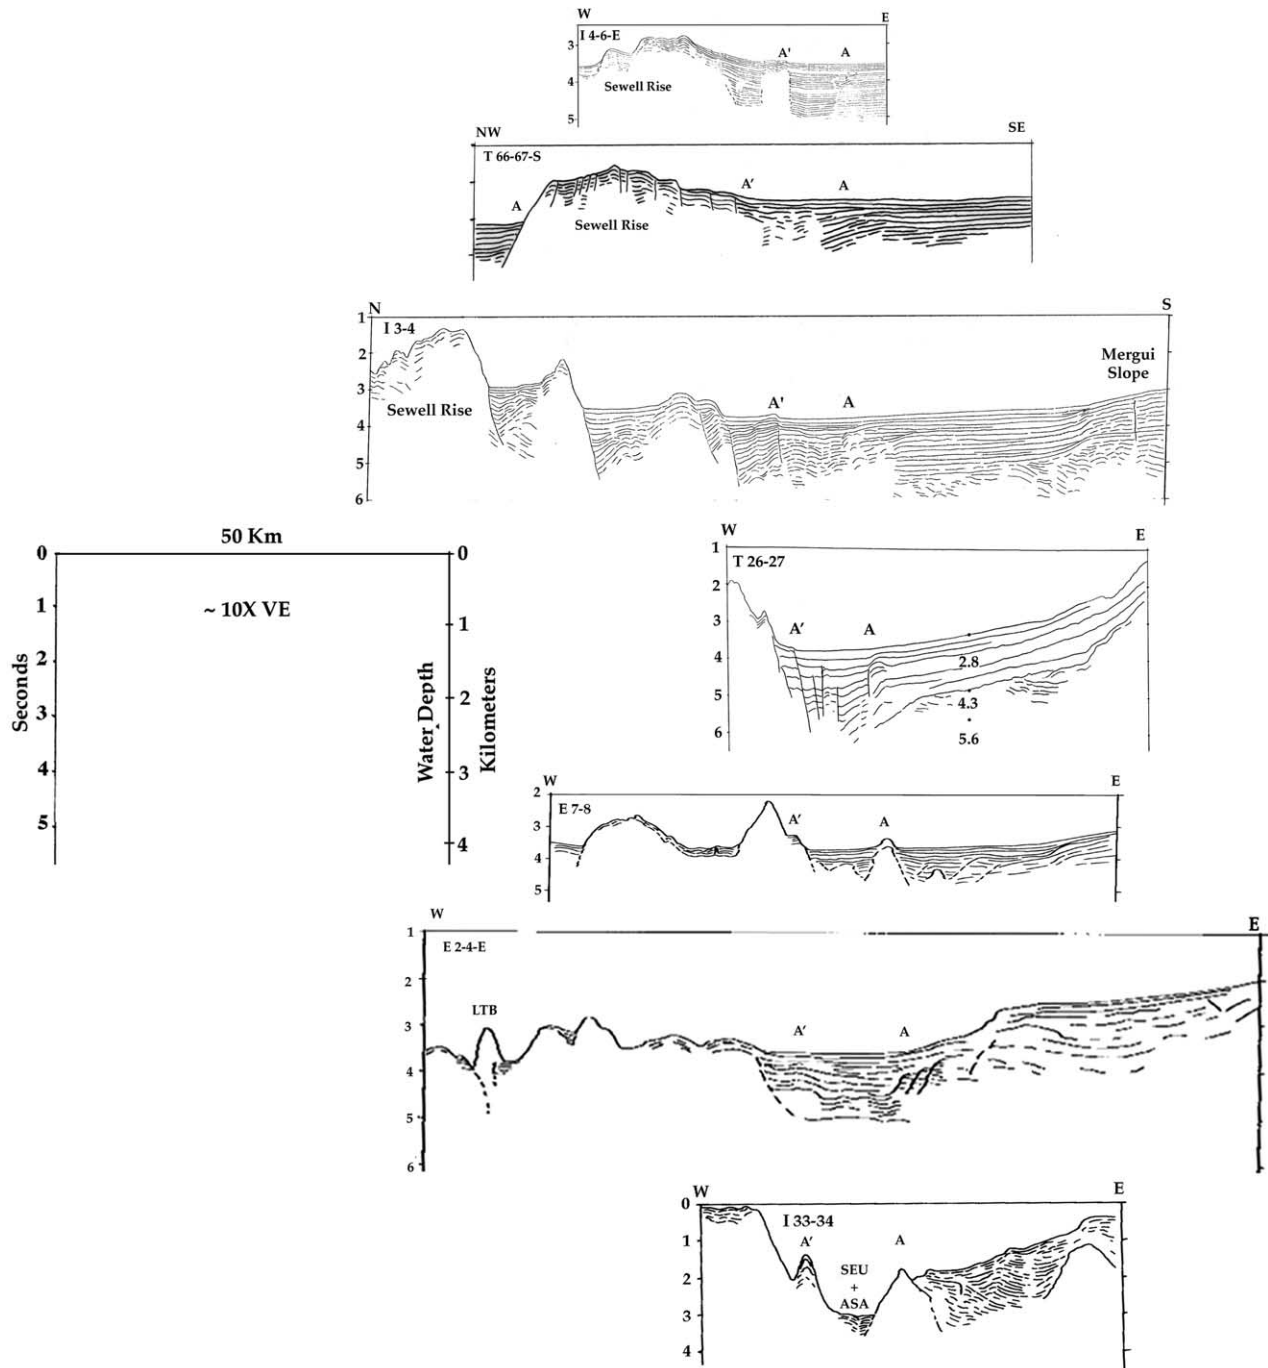 W E
I 4-6-E
3
A' A
4
Sewell Rise
5
NW SE
T 66-67-S
A' A
A
Sewell Rise
N S
1
I 3-4
2
Mergui
Slope
3
A' A
Sewell Rise
4
5
6
50 Km
0 0
1
~ 10X VE
1
2
2
3
3
4
5
4
Seconds
Water Depth
Kilometers
W E
1
T 26-27
2
3
A' A
4
2.8
5
4.3
6
5.6
W E
2
E 7-8
3
A' A
4
5
W E
1
E 2-4-E
2
LTB
3
A' A
4
5
6
W E
0
I 33-34
1
A' A
SEU
+
ASA
2
3
4